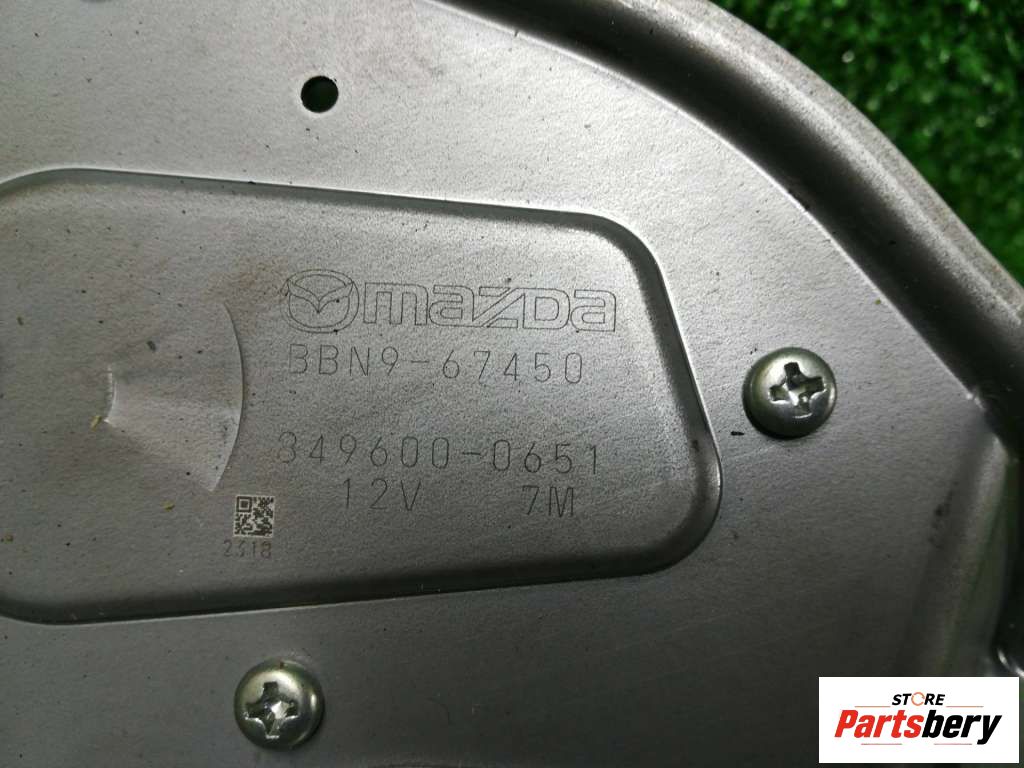 mazda
BBN9-67450
349600-0651
12V 7M
2318
STORE
Partsbery